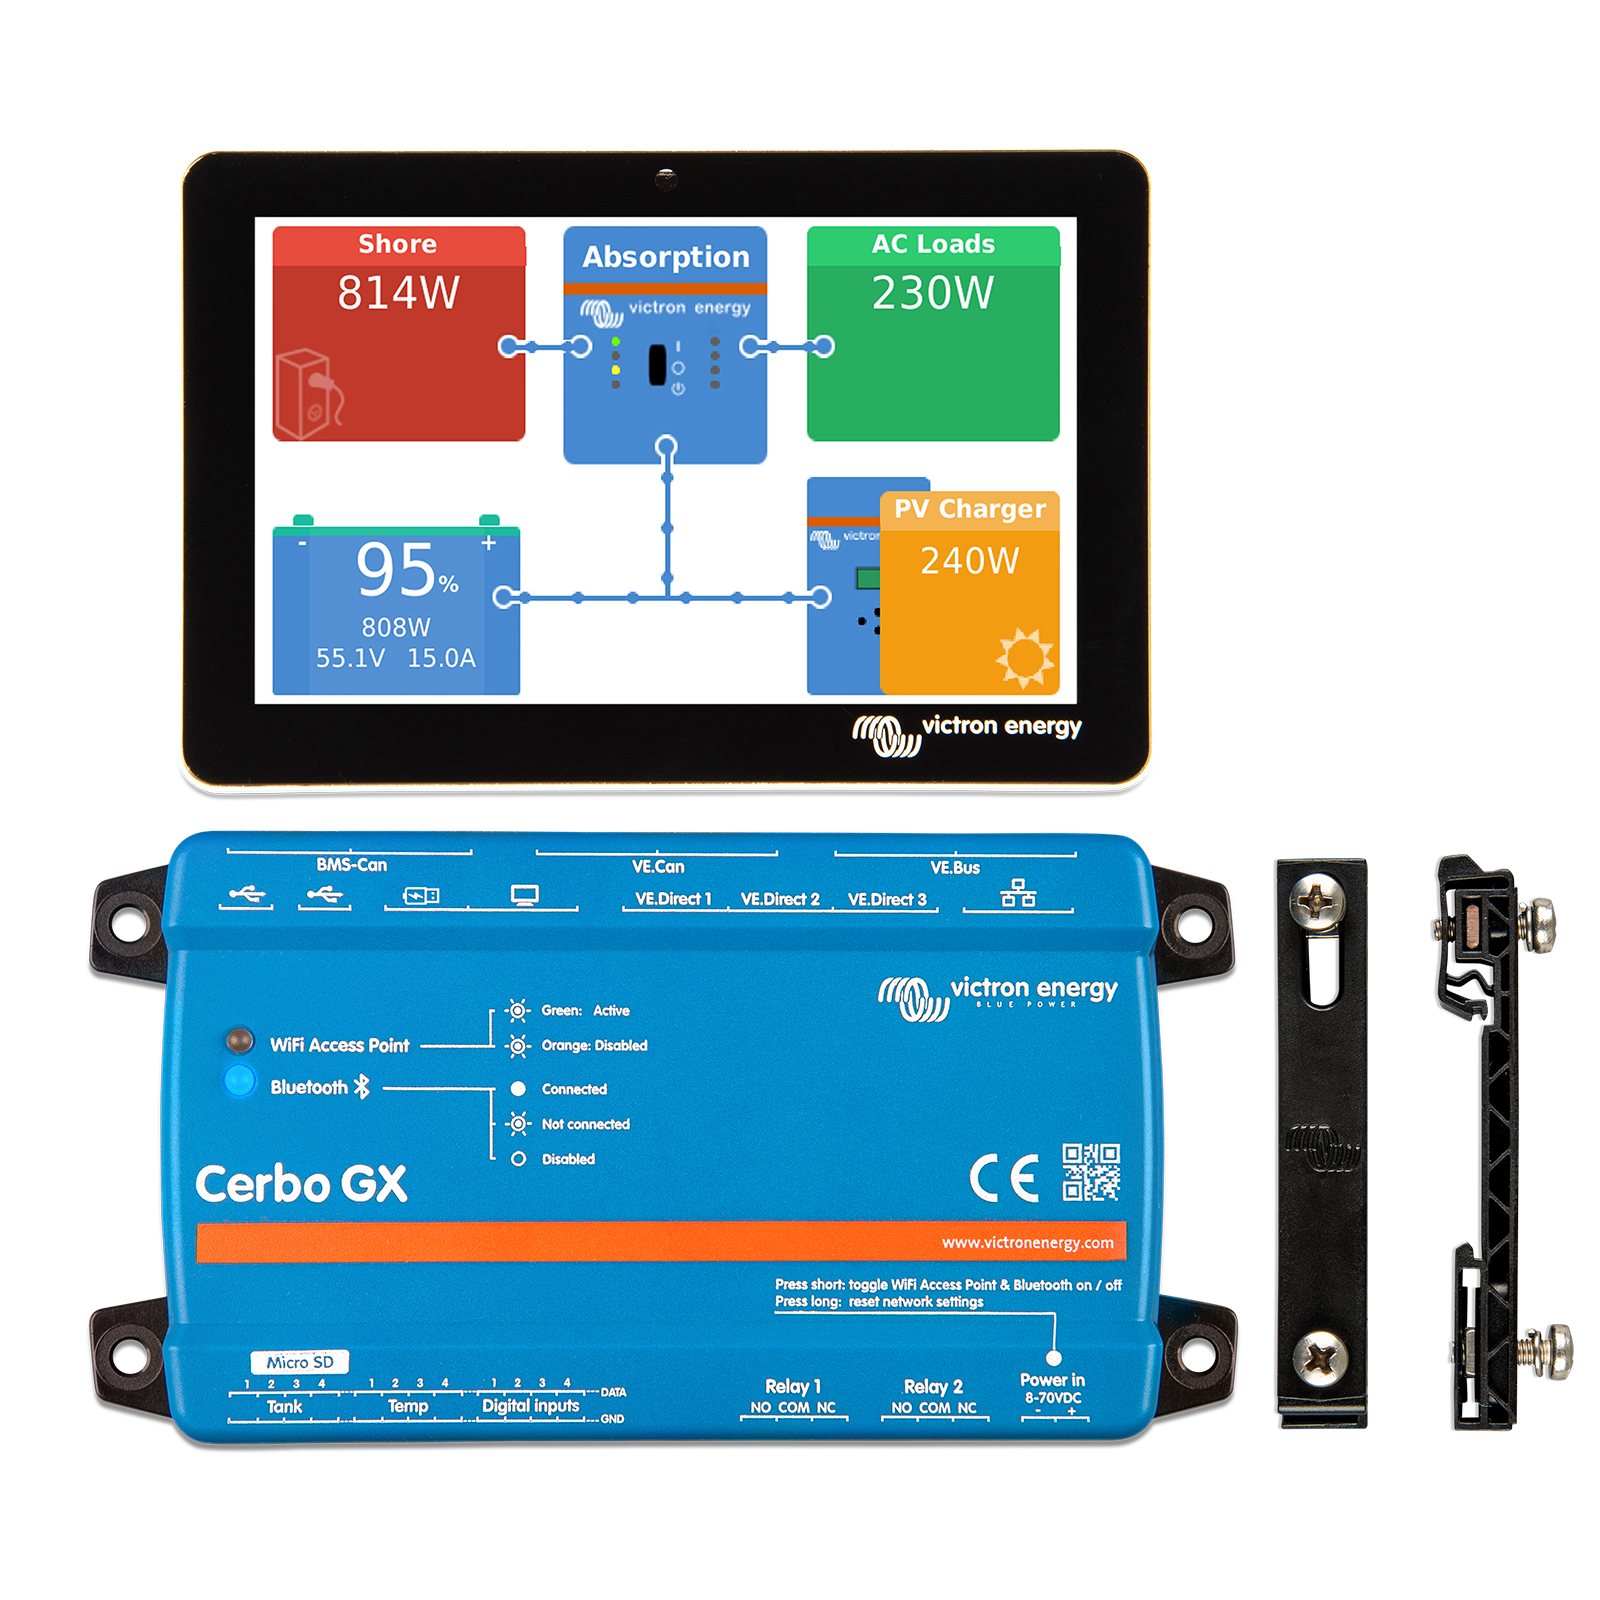 Shore
814W
Absorption
victron energy
AC Loads
230W
- +
95%
808W
55.1V 15.0A
victron
PV Charger
240W
victron energy
BMS-Can VE.Can VE.Bus
VE.Direct 1 VE.Direct 2 VE.Direct 3
victron energy
BLUE POWER
Green: Active
WiFi Access Point
Orange: Disabled
Bluetooth
Connected
Not connected
Disabled
Cerbo GX
CE
www.victronenergy.com
Press short: toggle WiFi Access Point & Bluetooth on / off
Press long: reset network settings
Micro SD
1 2 3 4 1 2 3 4 1 2 3 4 DATA
Tank Temp Digital inputs
GND
Relay 1
NO COM NC
Relay 2
NO COM NC
Power in
8-70VDC
- +